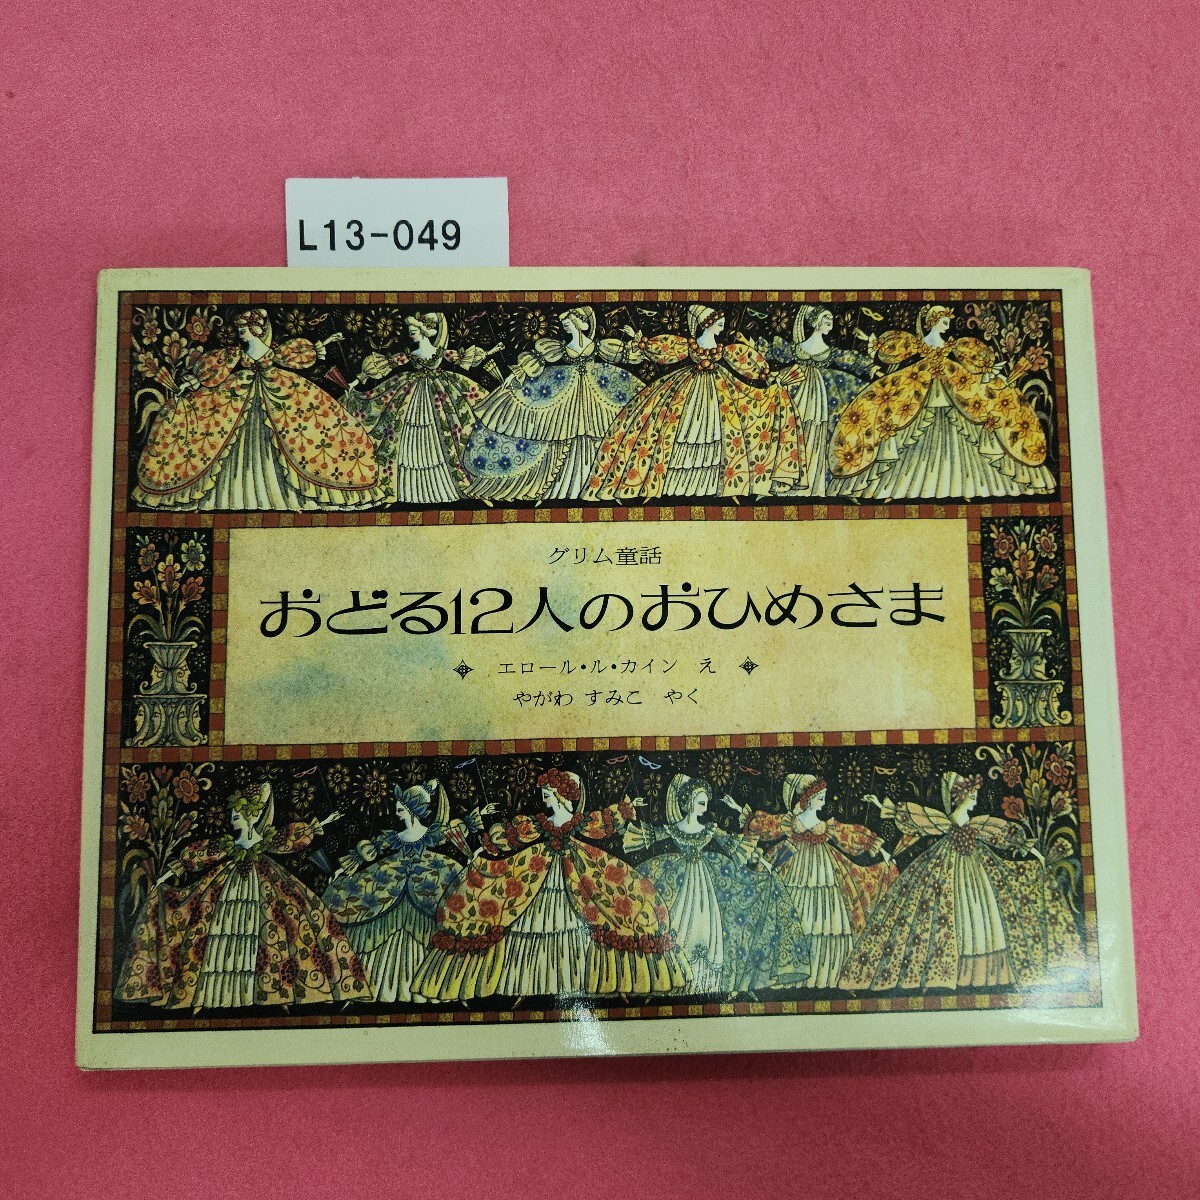 L13-049
グリム童話
おどる12人のおひめさま
エロール・ル・カイン え
やがわ すみこ やく